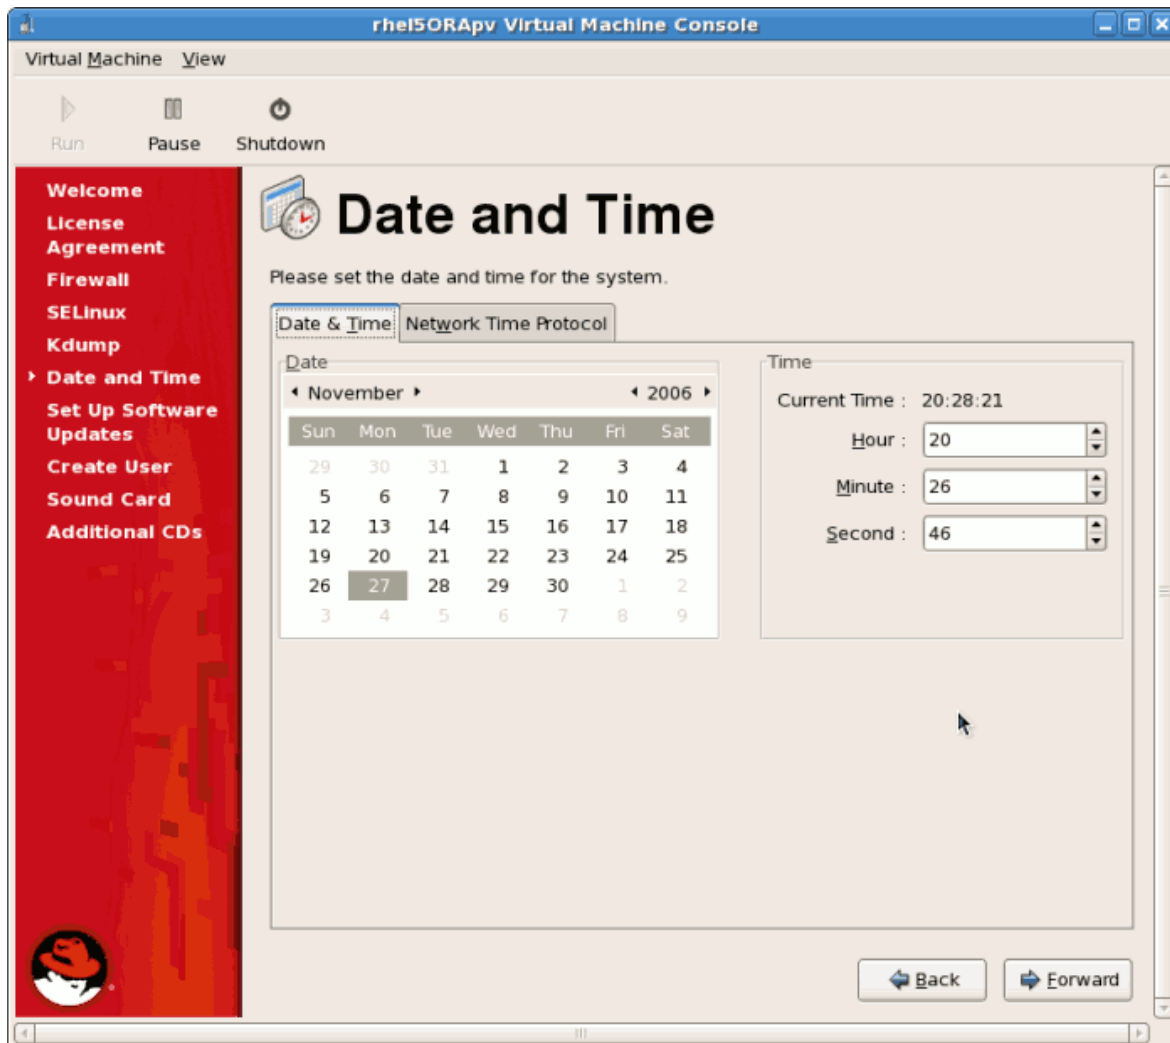 rhel5ORApv Virtual Machine Console
Virtual Machine View
Run Pause Shutdown
Welcome
License
Agreement
Firewall
SELinux
Kdump
Date and Time
Set Up Software
Updates
Create User
Sound Card
Additional CDs
Date and Time
Please set the date and time for the system.
Date & Time Network Time Protocol
Date
November 2006
Sun Mon Tue Wed Thu Fri Sat
29 30 31 1 2 3 4
5 6 7 8 9 10 11
12 13 14 15 16 17 18
19 20 21 22 23 24 25
26 27 28 29 30 1 2
3 4 5 6 7 8 9
Time
Current Time : 20:28:21
Hour : 20
Minute : 26
Second : 46
Back Forward